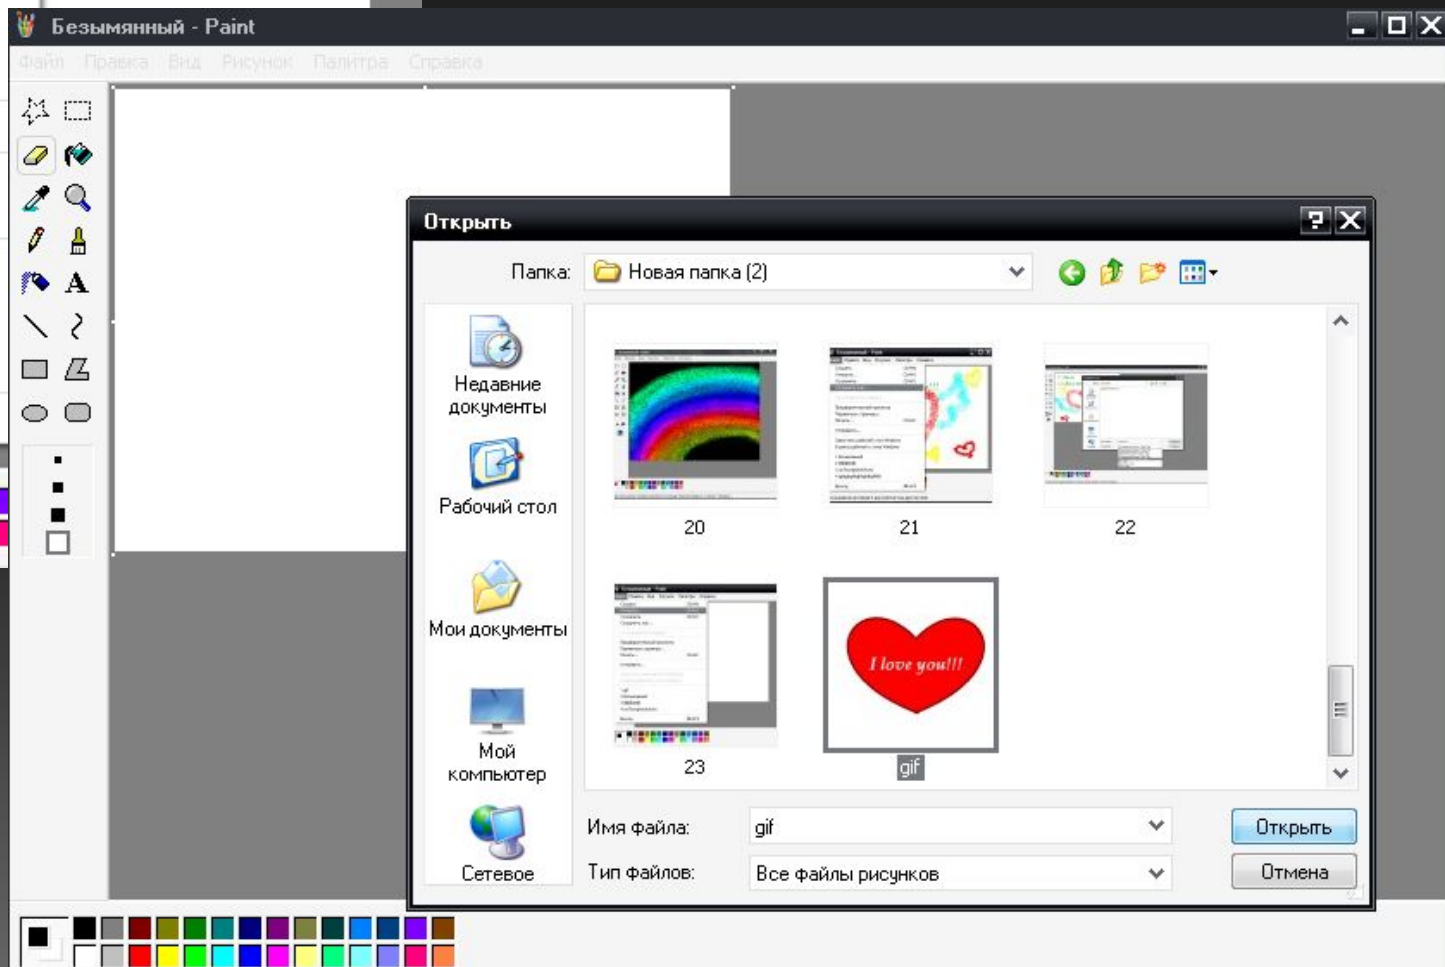 Безымянный - Paint
Файл Правка Вид Рисунок Палитра Справка
Открыть
Папка: Новая папка (2)
Недавние
документы
Рабочий стол
Мои документы
Мой
компьютер
Сетевое
20 21 22
I love you!!!
23 gif
Имя файла: gif
Открыть
Тип файлов: Все файлы рисунков
Отмена